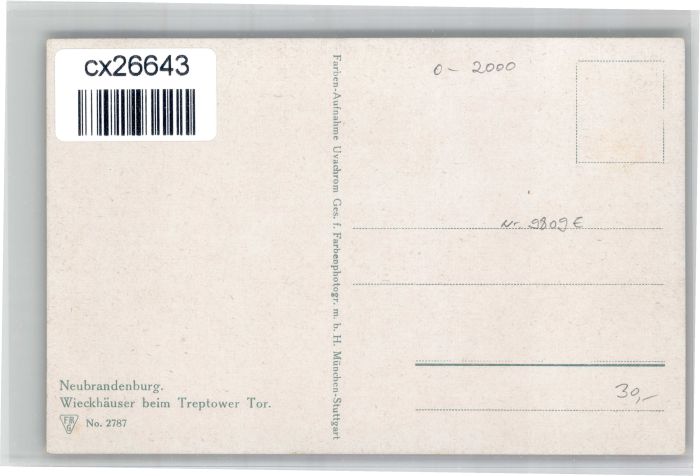 cx26643
Farben-Aufnahme Uvachrom Ges. f. Farbenphotogr. m. b. H. München-Stuttgart
0 - 2000
Nr. 9809 E
30,-
Neubrandenburg.
Wieckhäuser beim Treptower Tor.
No. 2787